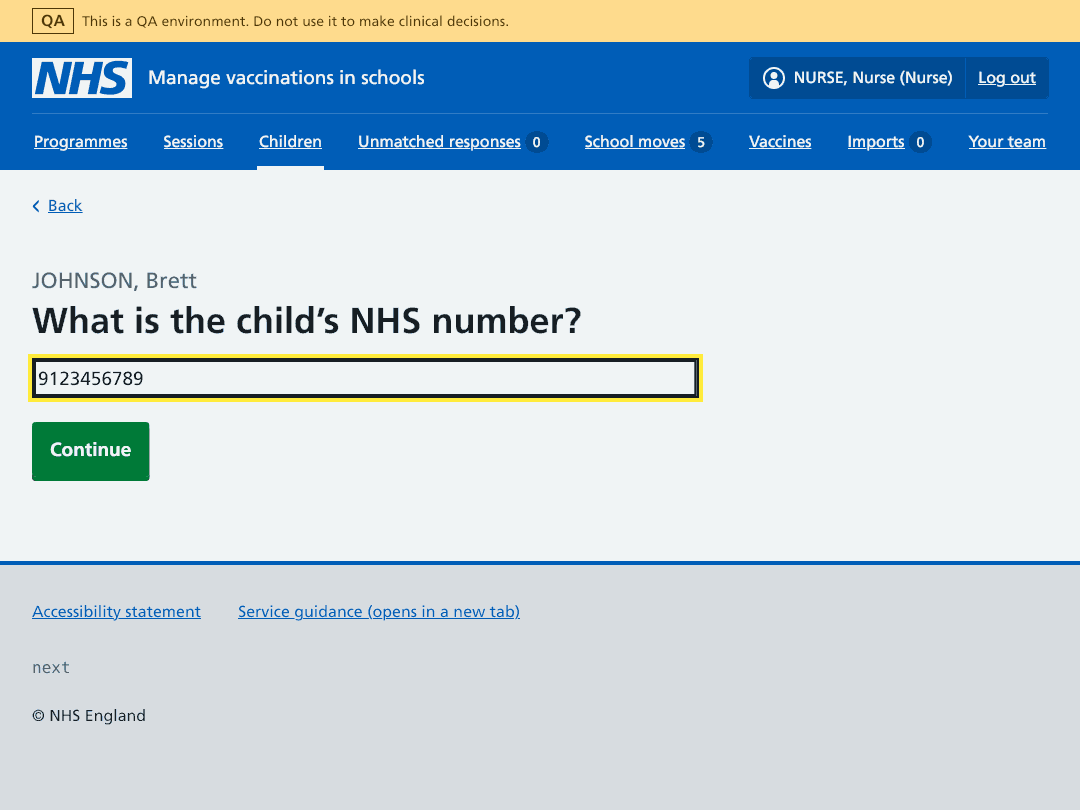 QA This is a QA environment. Do not use it to make clinical decisions.
NHS Manage vaccinations in schools NURSE, Nurse (Nurse) Log out
Programmes Sessions Children Unmatched responses 0 School moves 5 Vaccines Imports 0 Your team
Back
JOHNSON, Brett
What is the child’s NHS number?
9123456789
Continue
Accessibility statement Service guidance (opens in a new tab)
next
© NHS England